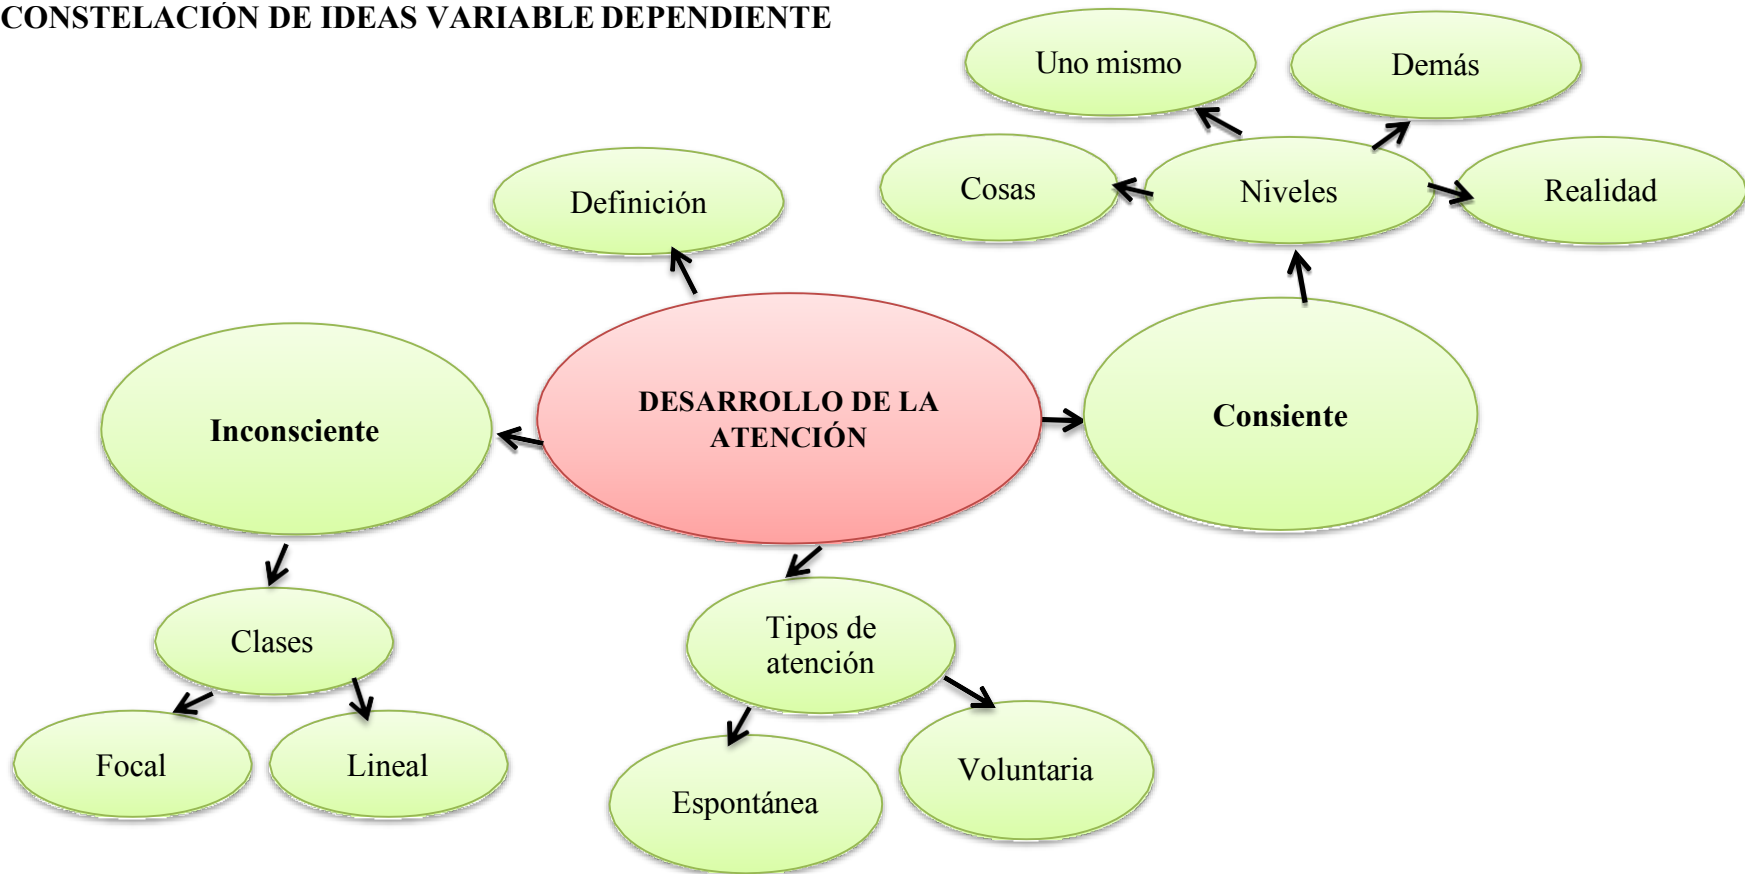 CONSTELACIÓN DE IDEAS VARIABLE DEPENDIENTE
Uno mismo
Demás
Cosas
Niveles
Realidad
Definición
DESARROLLO DE LA
ATENCIÓN
Inconsciente
Consiente
Clases
Tipos de
atención
Focal
Lineal
Espontánea
Voluntaria